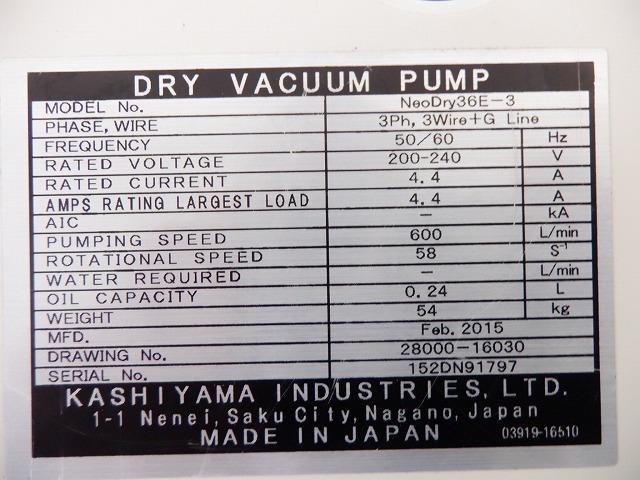 DRY VACUUM PUMP
MODEL No. NeoDry36E-3
PHASE, WIRE 3Ph, 3Wire+G Line
FREQUENCY 50/60 Hz
RATED VOLTAGE 200-240 V
RATED CURRENT 4.4 A
AMPS RATING LARGEST LOAD 4.4 A
AIC - kA
PUMPING SPEED 600 L/min
ROTATIONAL SPEED 58 S⁻¹
WATER REQUIRED - L/min
OIL CAPACITY 0.24 L
WEIGHT 54 kg
MFD. Feb. 2015
DRAWING No. 28000-16030
SERIAL No. 152DN91797
KASHIYAMA INDUSTRIES, LTD.
1-1 Nenei, Saku City, Nagano, Japan
MADE IN JAPAN 03919-16510